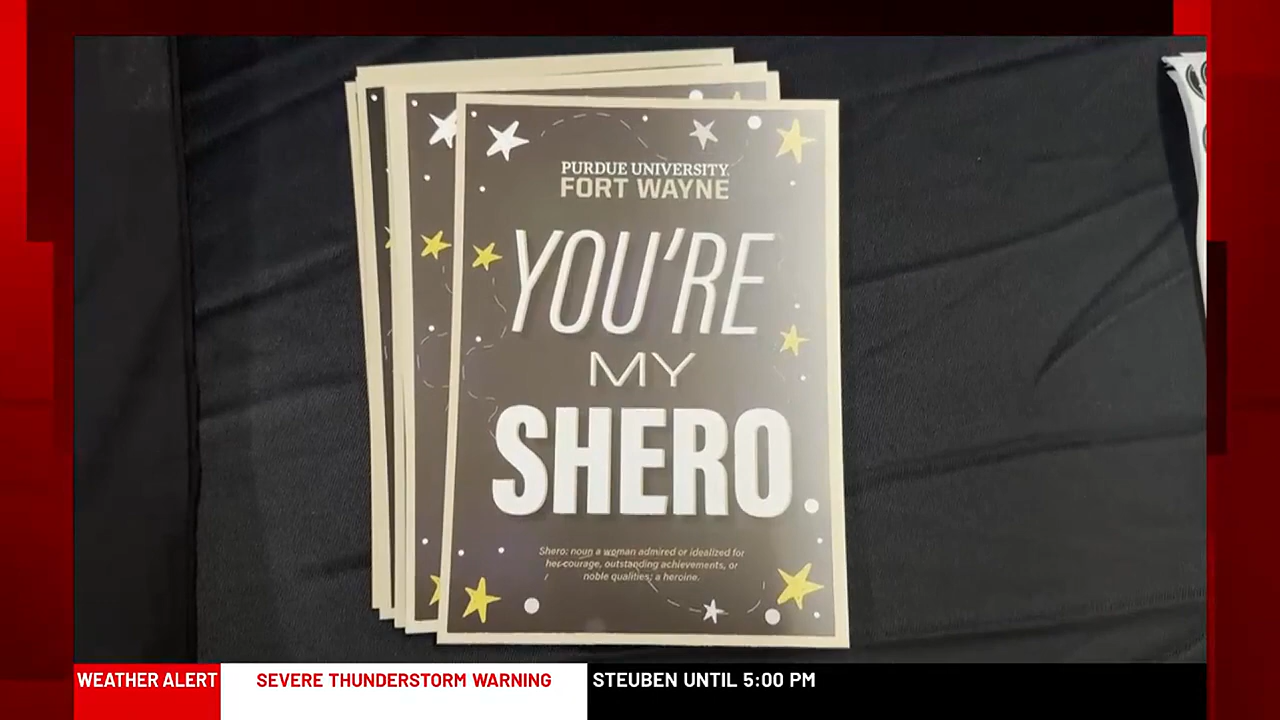 PURDUE UNIVERSITY
FORT WAYNE
YOU'RE
MY
SHERO
Shero: noun a woman admired or idealized for
her courage, outstanding achievements, or
noble qualities; a heroine.
WEATHER ALERT SEVERE THUNDERSTORM WARNING STEUBEN UNTIL 5:00 PM